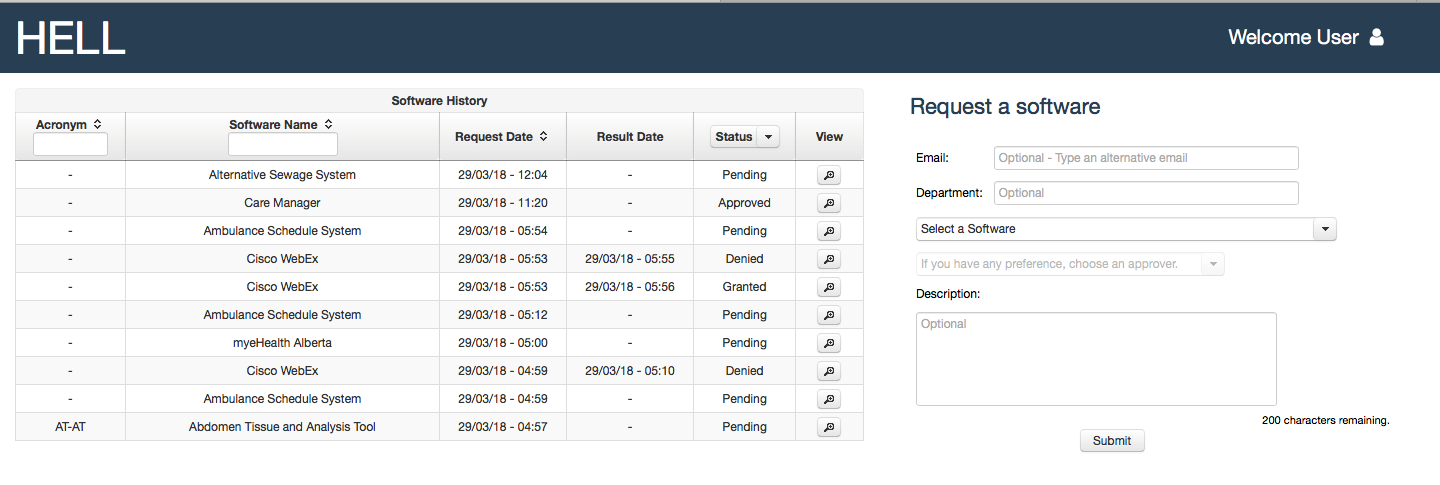 HELL
Welcome User
Software History
Acronym Software Name Request Date Result Date Status View
- Alternative Sewage System 29/03/18 - 12:04 - Pending
- Care Manager 29/03/18 - 11:20 - Approved
- Ambulance Schedule System 29/03/18 - 05:54 - Pending
- Cisco WebEx 29/03/18 - 05:53 29/03/18 - 05:55 Denied
- Cisco WebEx 29/03/18 - 05:53 29/03/18 - 05:56 Granted
- Ambulance Schedule System 29/03/18 - 05:12 - Pending
- myeHealth Alberta 29/03/18 - 05:00 - Pending
- Cisco WebEx 29/03/18 - 04:59 29/03/18 - 05:10 Denied
- Ambulance Schedule System 29/03/18 - 04:59 - Pending
AT-AT Abdomen Tissue and Analysis Tool 29/03/18 - 04:57 - Pending
Request a software
Email: Optional - Type an alternative email
Department: Optional
Select a Software
If you have any preference, choose an approver.
Description:
Optional
200 characters remaining.
Submit